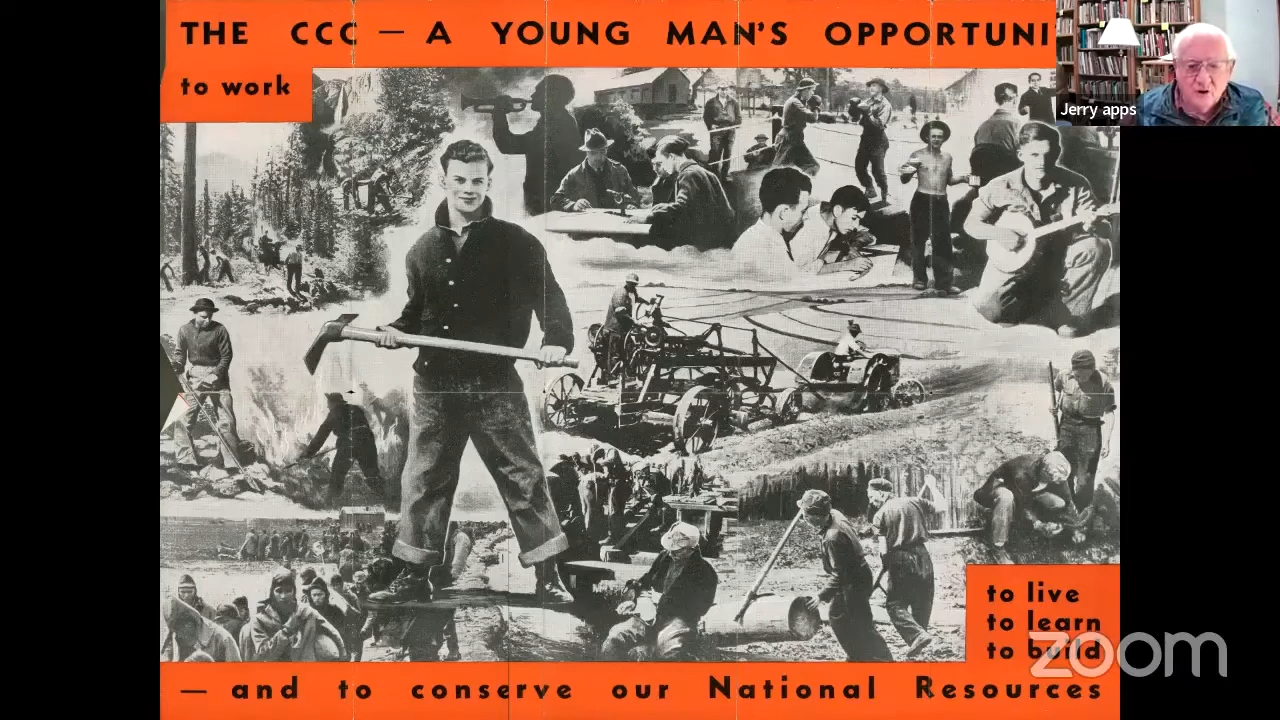 THE CCC — A YOUNG MAN'S OPPORTUNI
to work
Jerry apps
to live
to learn
to build
zoom
— and to conserve our National Resources